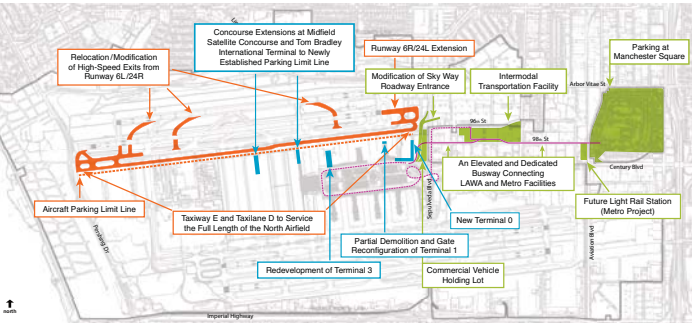 Concourse Extensions at Midfield
Satellite Concourse and Tom Bradley
International Terminal to Newly
Established Parking Limit Line
Relocation/Modification
of High-Speed Exits from
Runway 6L/24R
Runway 6R/24L Extension
Modification of Sky Way
Roadway Entrance
Intermodal
Transportation Facility
Parking at
Manchester Square
Arbor Vitae St
96th St
98th St
Century Blvd
An Elevated and Dedicated
Busway Connecting
LAWA and Metro Facilities
Future Light Rail Station
(Metro Project)
Aircraft Parking Limit Line
Taxiway E and Taxilane D to Service
the Full Length of the North Airfield
New Terminal 0
Partial Demolition and Gate
Reconfiguration of Terminal 1
Redevelopment of Terminal 3
Commercial Vehicle
Holding Lot
Pershing Dr
Sepulveda Blvd
Aviation Blvd
Imperial Highway
north